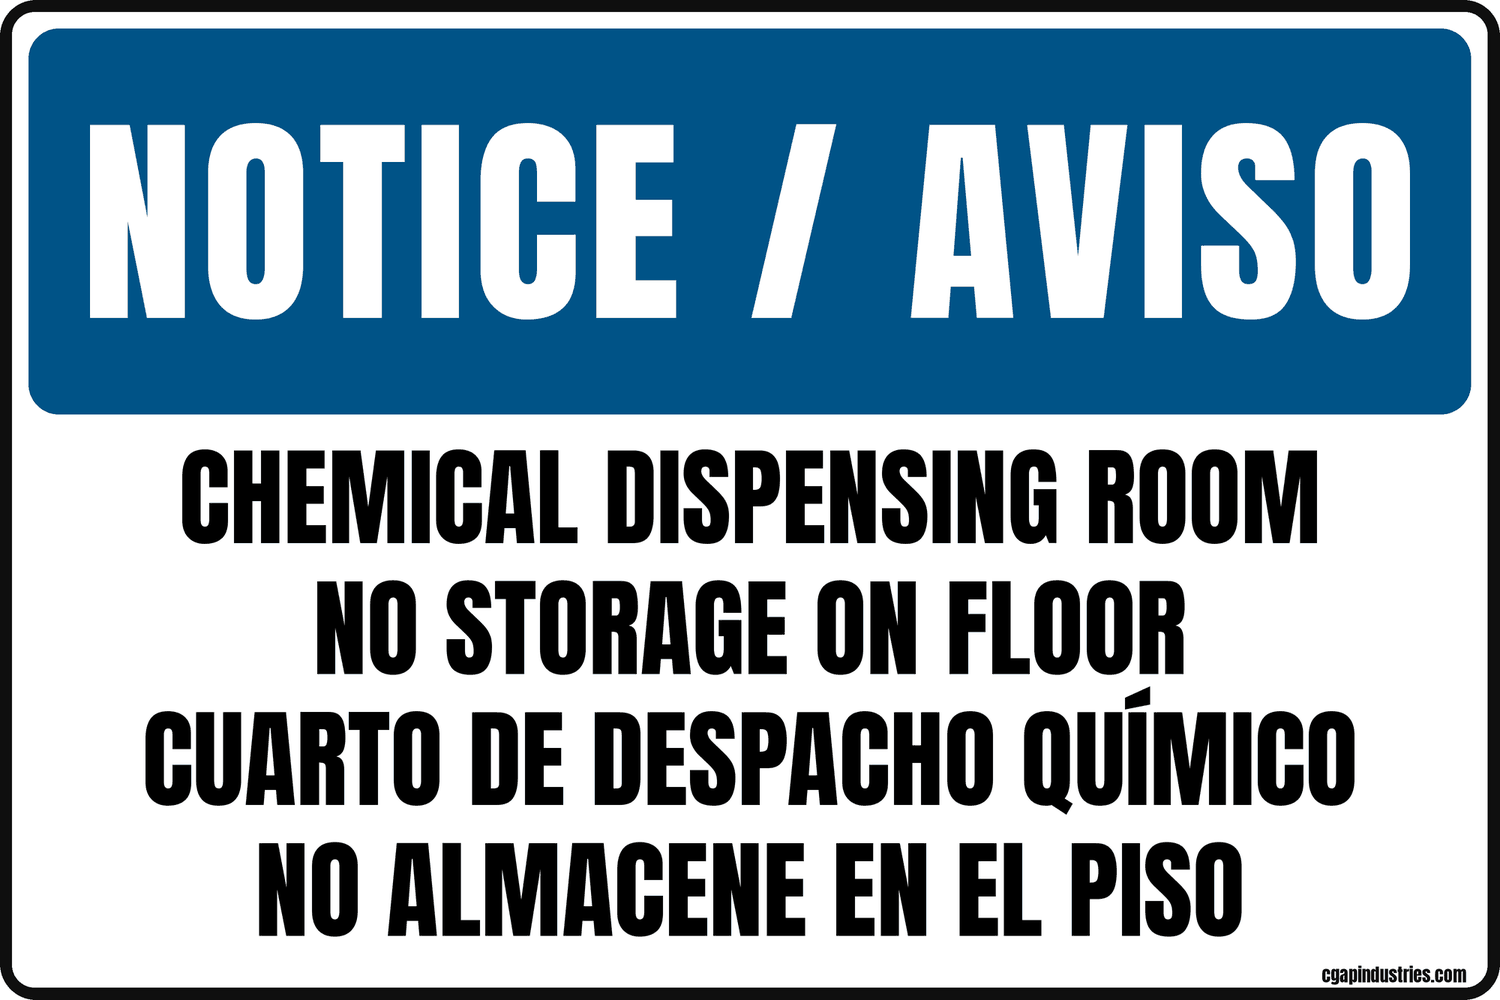 NOTICE / AVISO
CHEMICAL DISPENSING ROOM
NO STORAGE ON FLOOR
CUARTO DE DESPACHO QUÍMICO
NO ALMACENE EN EL PISO
cgapindustries.com